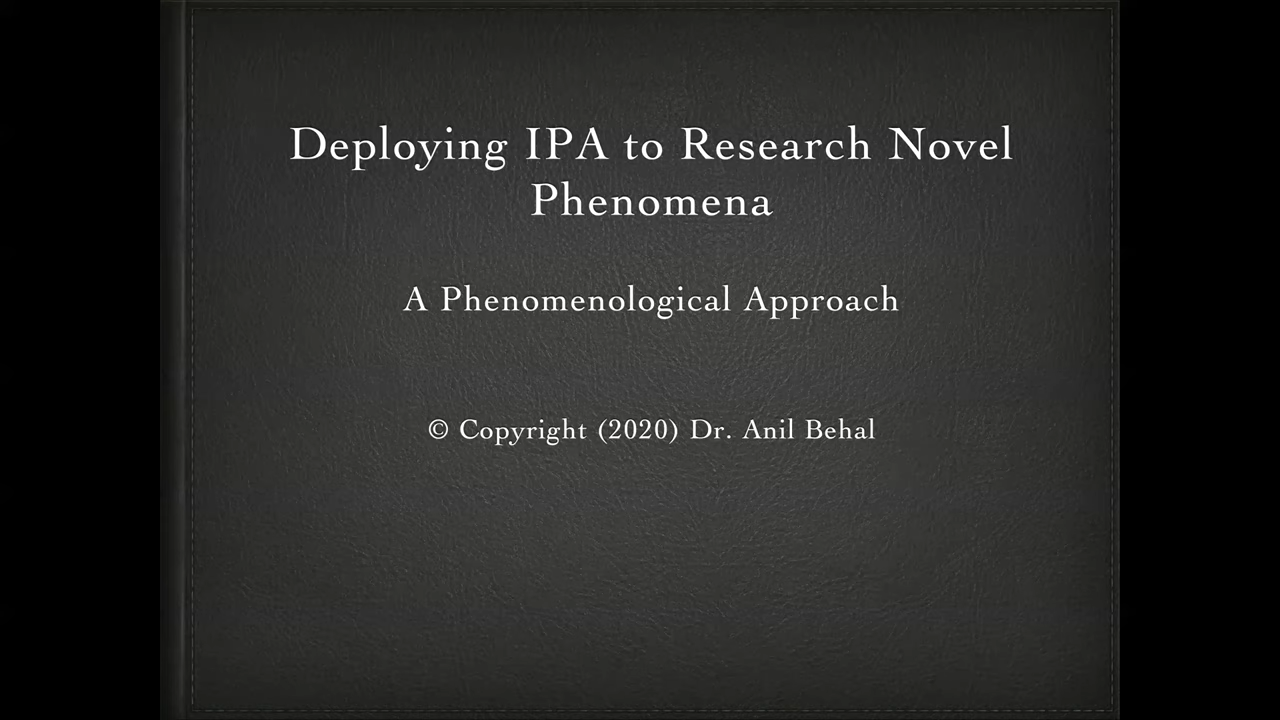 Deploying IPA to Research Novel
Phenomena
A Phenomenological Approach
© Copyright (2020) Dr. Anil Behal